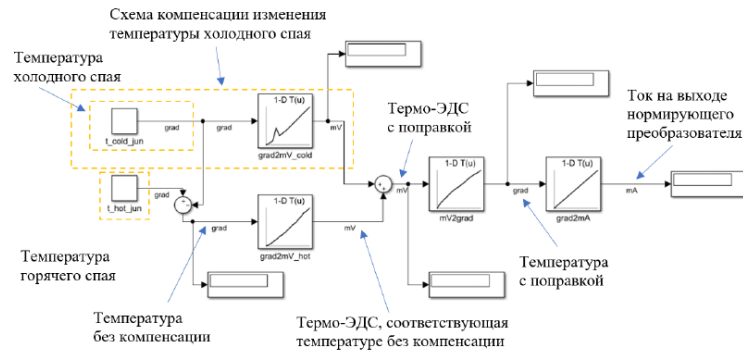 Схема компенсации изменения
температуры холодного спая
Температура
холодного спая
1-D T(u)
t_cold_jun
grad
grad
mV
grad2mV_cold
Термо-ЭДС
с поправкой
Ток на выходе
нормирующего
преобразователя
1-D T(u)
1-D T(u)
1-D T(u)
t_hot_jun
grad
grad
mV
mV
grad
mA
grad2mV_hot
mV2grad
grad2mA
Температура
горячего спая
Температура
с поправкой
Температура
без компенсации
Термо-ЭДС, соответствующая
температуре без компенсации